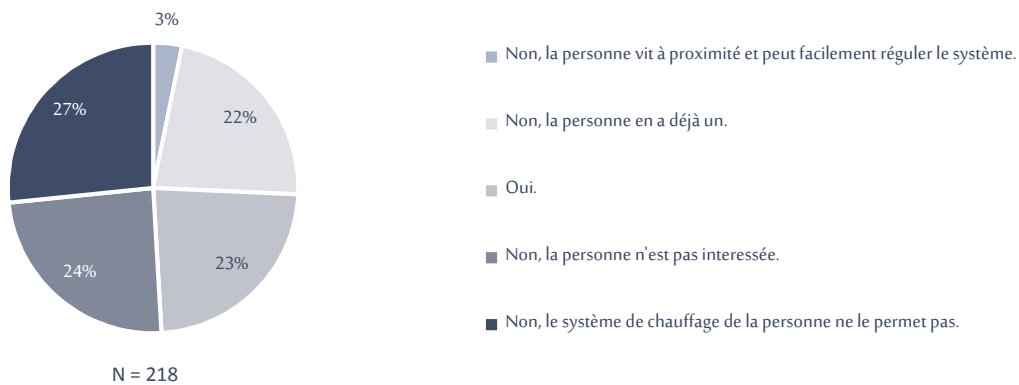 3%
Non, la personne vit à proximité et peut facilement réguler le système.
27%
22%
Non, la personne en a déjà un.
Oui.
24%
23%
Non, la personne n'est pas interessée.
Non, le système de chauffage de la personne ne le permet pas.
N = 218